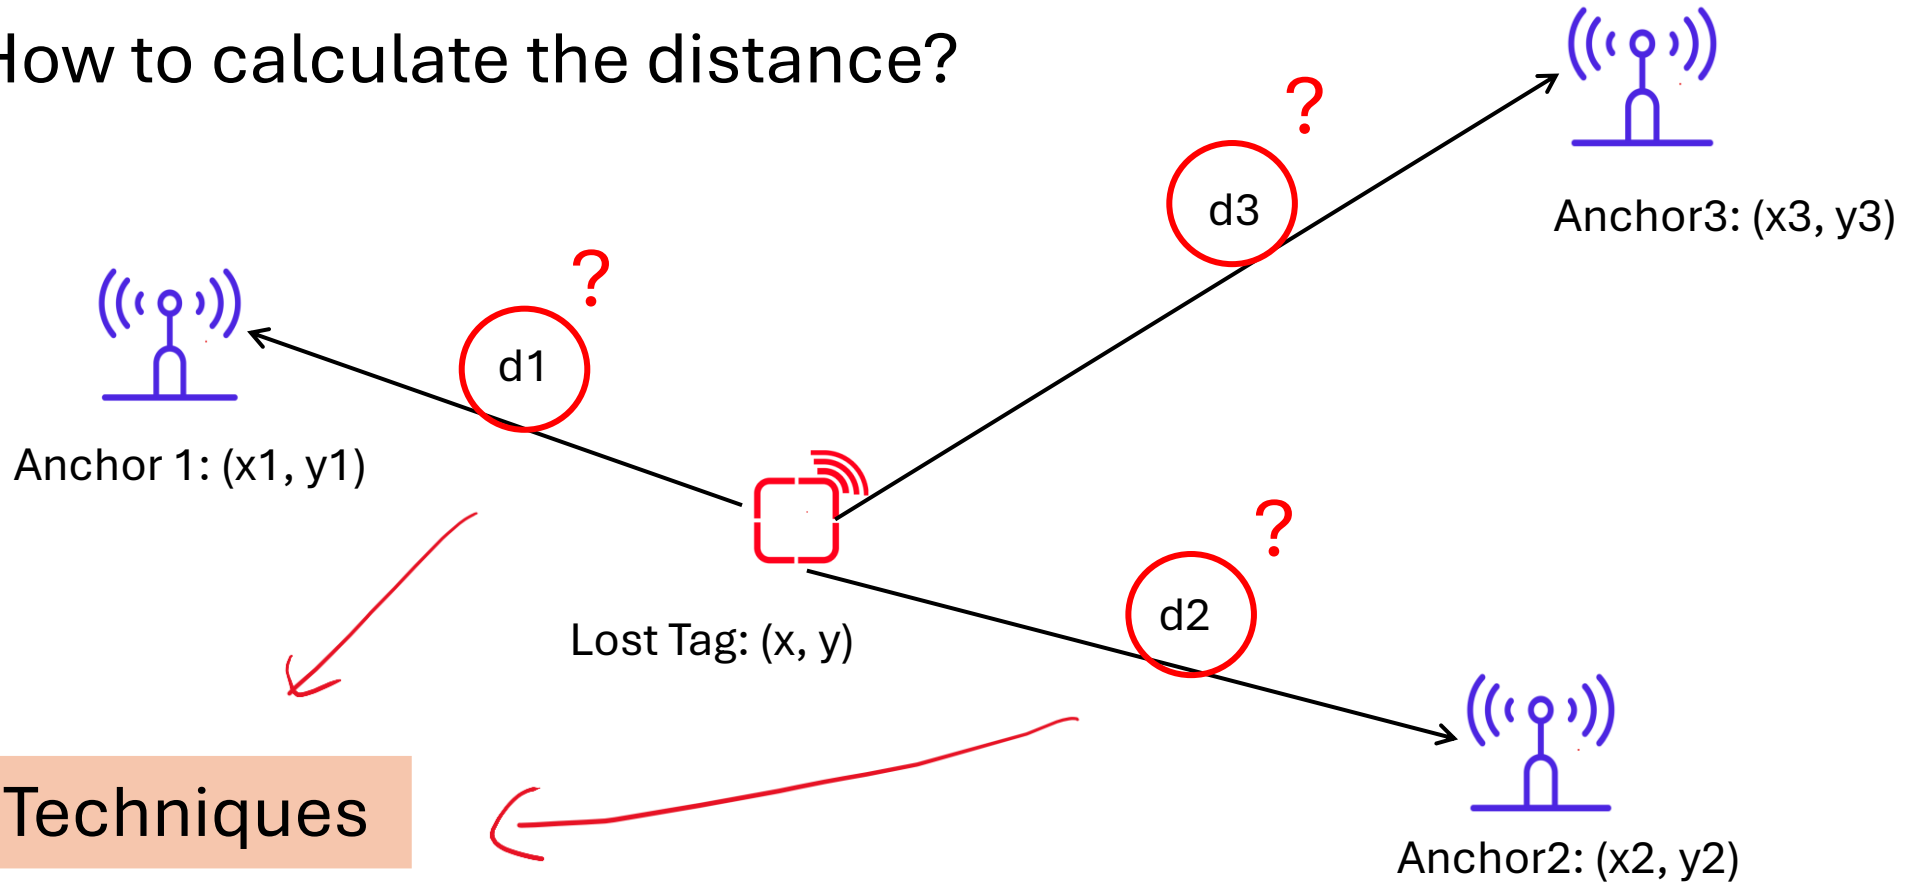 How to calculate the distance?
?
d3
Anchor3: (x3, y3)
?
d1
Anchor 1: (x1, y1)
?
d2
Lost Tag: (x, y)
Techniques
Anchor2: (x2, y2)